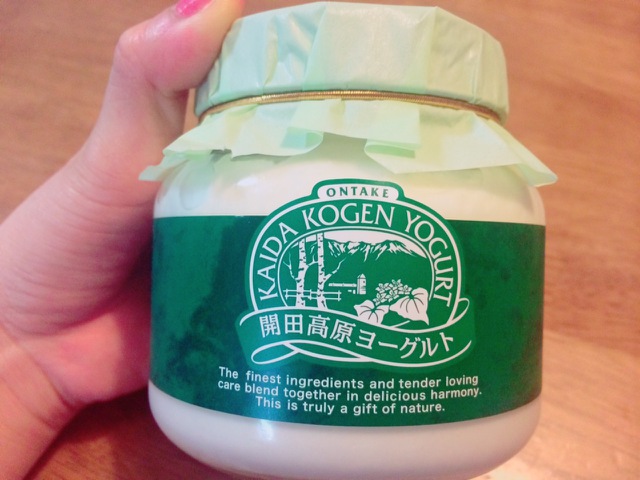 ONTAKE
KAIDA KOGEN YOGURT
開田高原ヨーグルト
The finest ingredients and tender loving
care blend together in delicious harmony.
This is truly a gift of nature.